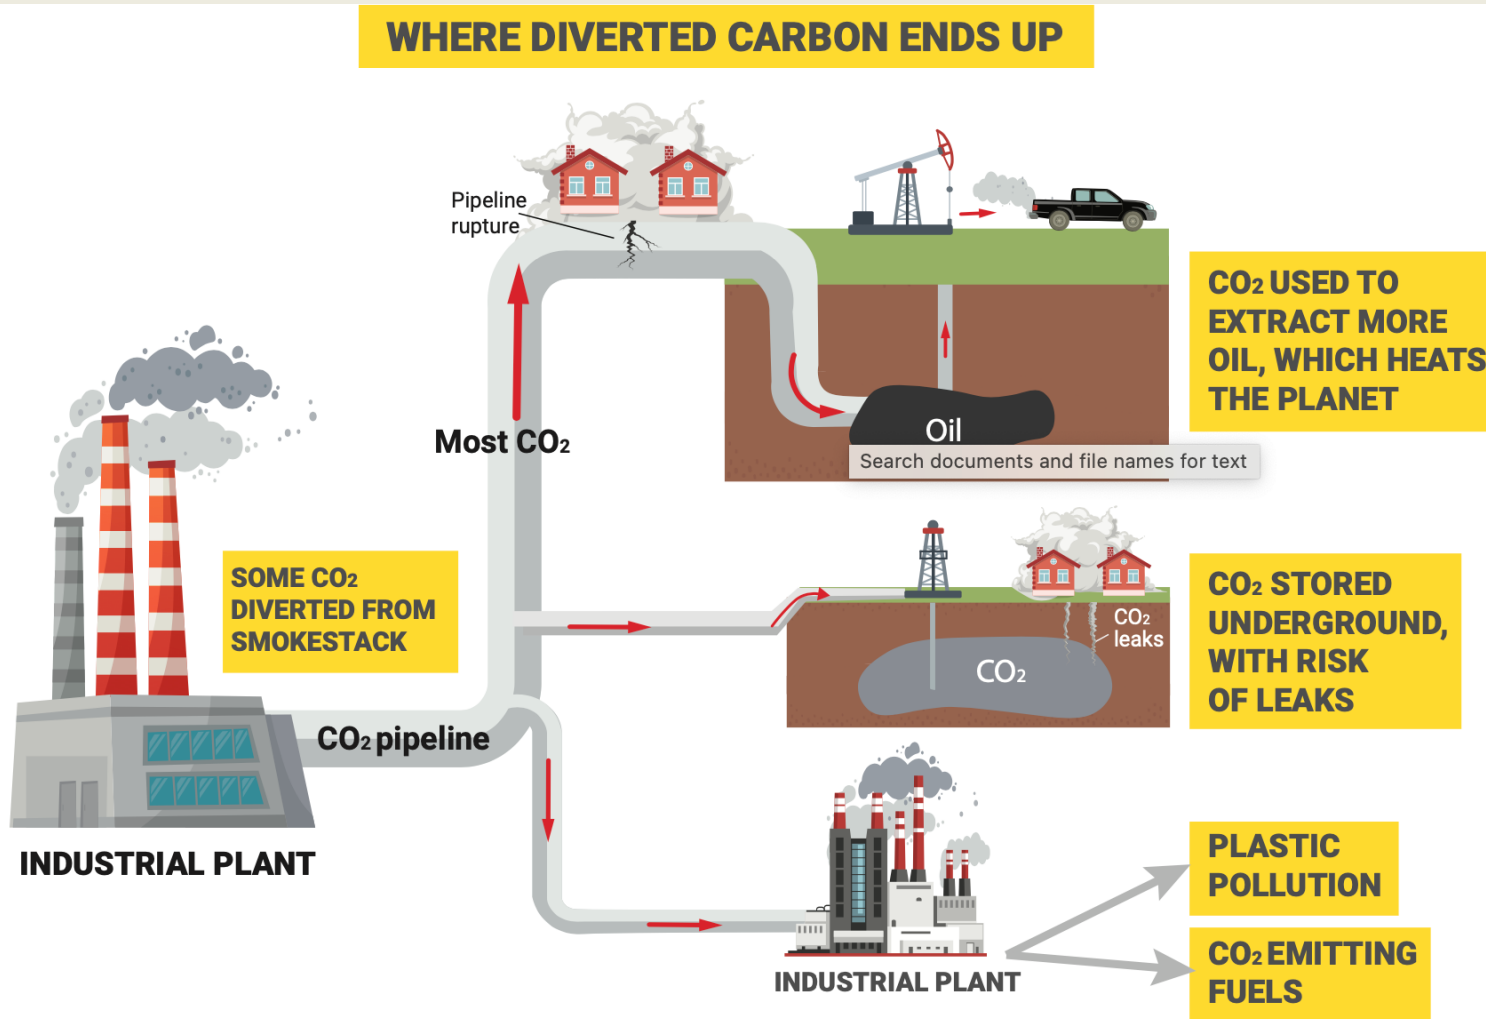 WHERE DIVERTED CARBON ENDS UP
Pipeline
rupture
CO₂ USED TO
EXTRACT MORE
OIL, WHICH HEATS
THE PLANET
Most CO₂
Oil
Search documents and file names for text
SOME CO₂
DIVERTED FROM
SMOKESTACK
CO₂
leaks
CO₂
CO₂ STORED
UNDERGROUND,
WITH RISK
OF LEAKS
CO₂ pipeline
INDUSTRIAL PLANT
INDUSTRIAL PLANT
PLASTIC
POLLUTION
CO₂ EMITTING
FUELS